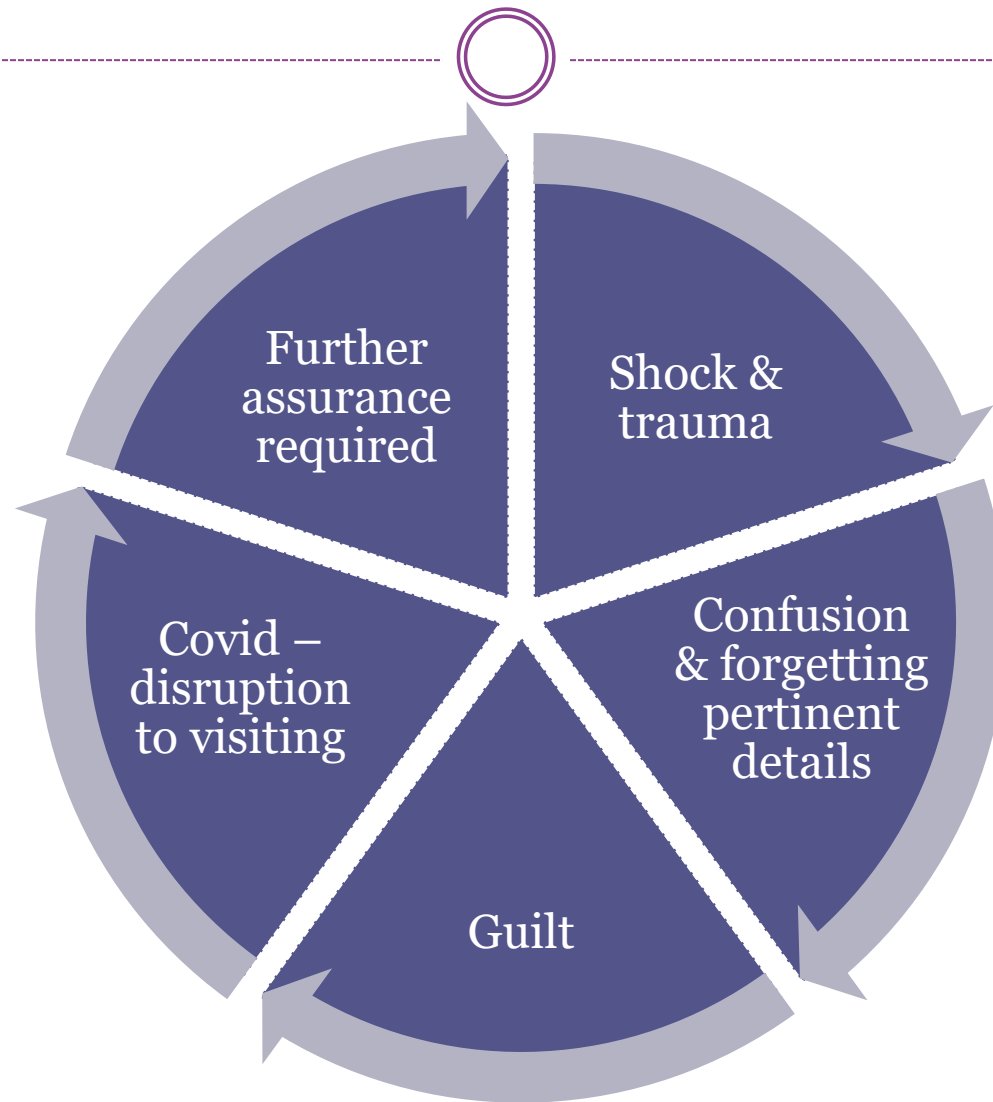 Shock &
trauma
Confusion
& forgetting
pertinent
details
Guilt
Covid –
disruption
to visiting
Further
assurance
required